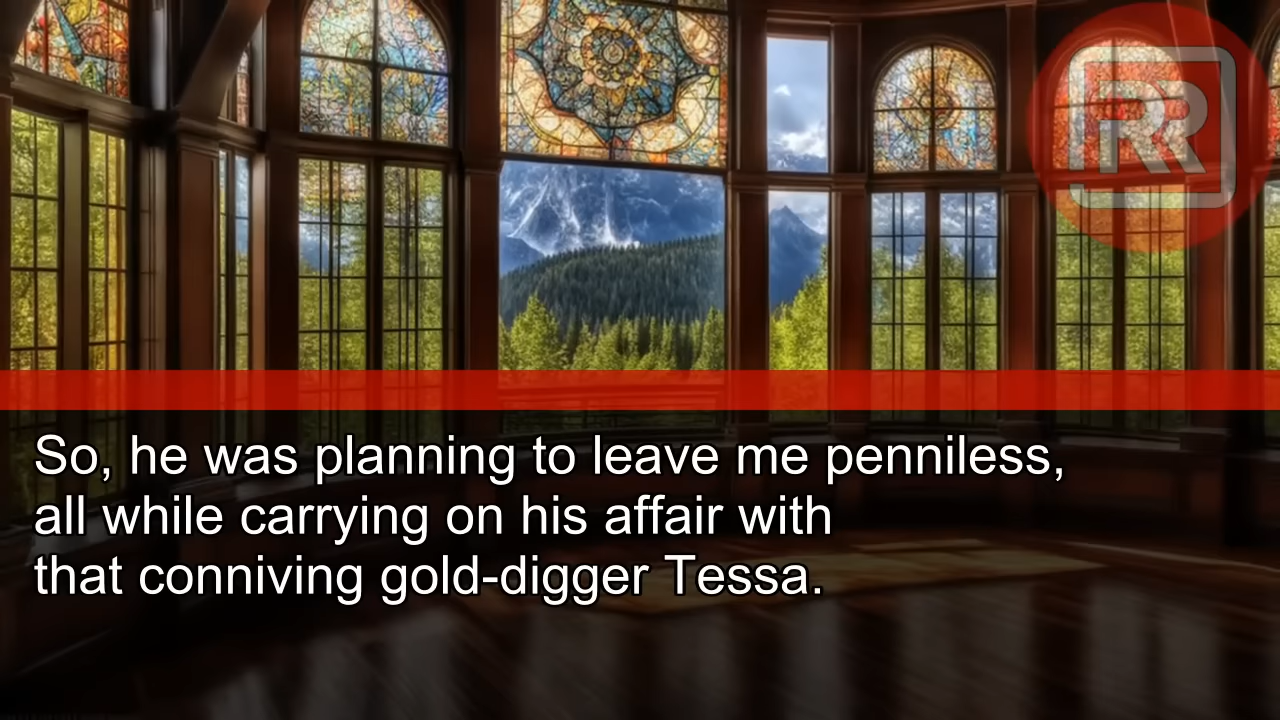 RR
So, he was planning to leave me penniless,
all while carrying on his affair with
that conniving gold-digger Tessa.